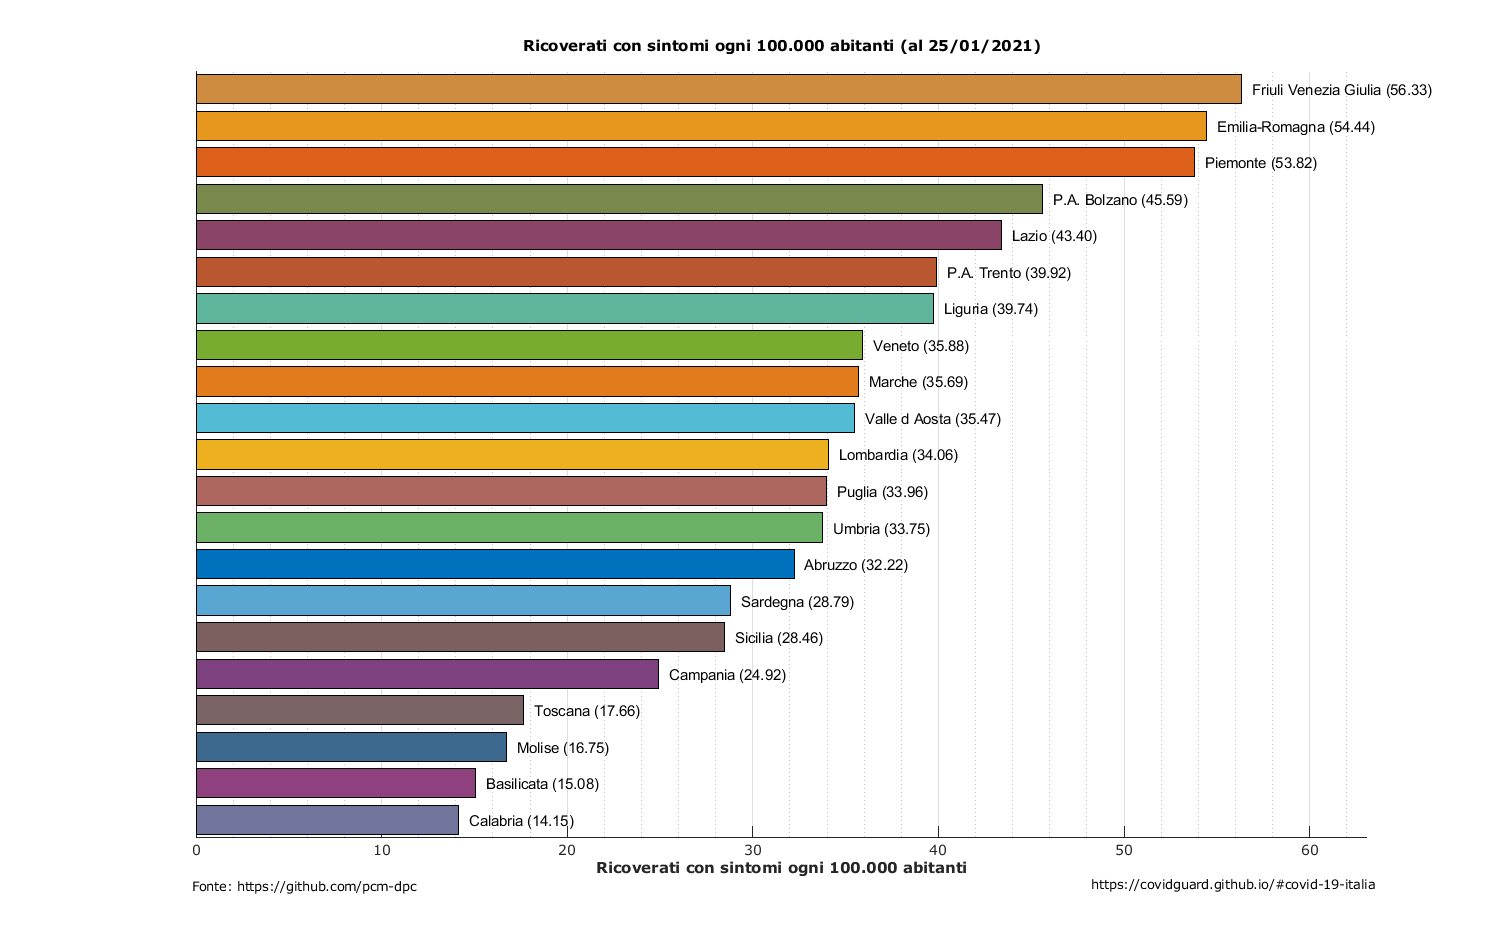 Ricoverati con sintomi ogni 100.000 abitanti (al 25/01/2021)
Friuli Venezia Giulia (56.33)
Emilia-Romagna (54.44)
Piemonte (53.82)
P.A. Bolzano (45.59)
Lazio (43.40)
P.A. Trento (39.92)
Liguria (39.74)
Veneto (35.88)
Marche (35.69)
Valle d Aosta (35.47)
Lombardia (34.06)
Puglia (33.96)
Umbria (33.75)
Abruzzo (32.22)
Sardegna (28.79)
Sicilia (28.46)
Campania (24.92)
Toscana (17.66)
Molise (16.75)
Basilicata (15.08)
Calabria (14.15)
0 10 20 30 40 50 60
Ricoverati con sintomi ogni 100.000 abitanti
Fonte: https://github.com/pcm-dpc
https://covidguard.github.io/#covid-19-italia